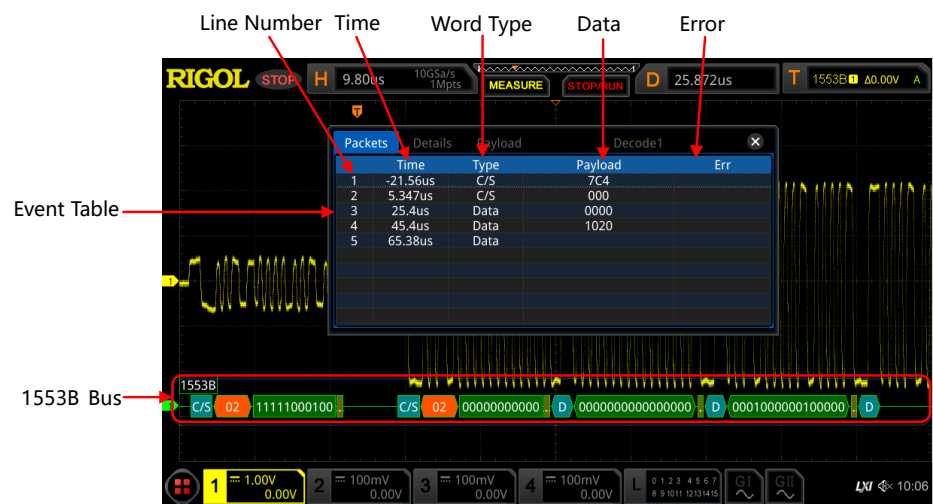 Line Number Time Word Type Data Error
RIGOL STOP H 9.80us 10GSa/s 1Mpts MEASURE STOP/RUN D 25.872us T 1553B 1 Δ0.00V A
T
Packets Details Payload Decode1
Time Type Payload Err
1 -21.56us C/S 7C4
2 5.347us C/S 000
3 25.4us Data 0000
4 45.4us Data 1020
5 65.38us Data
Event Table
1
1553B
1553B Bus
C/S 02 11111000100 . C/S 02 00000000000 . D 0000000000000000 . D 0001000000100000 . D
1 1.00V 0.00V 2 100mV 0.00V 3 100mV 0.00V 4 100mV 0.00V L 0 1 2 3 4 5 6 7 8 9 10 11 12 13 14 15 GI GII LXI 10:06